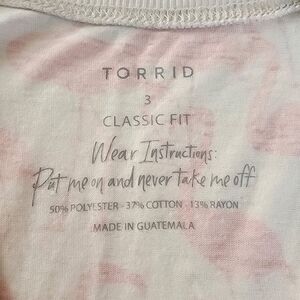 TORRID
3
CLASSIC FIT
Wear Instructions:
Put me on and never take me off
50% POLYESTER - 37% COTTON - 13% RAYON
MADE IN GUATEMALA